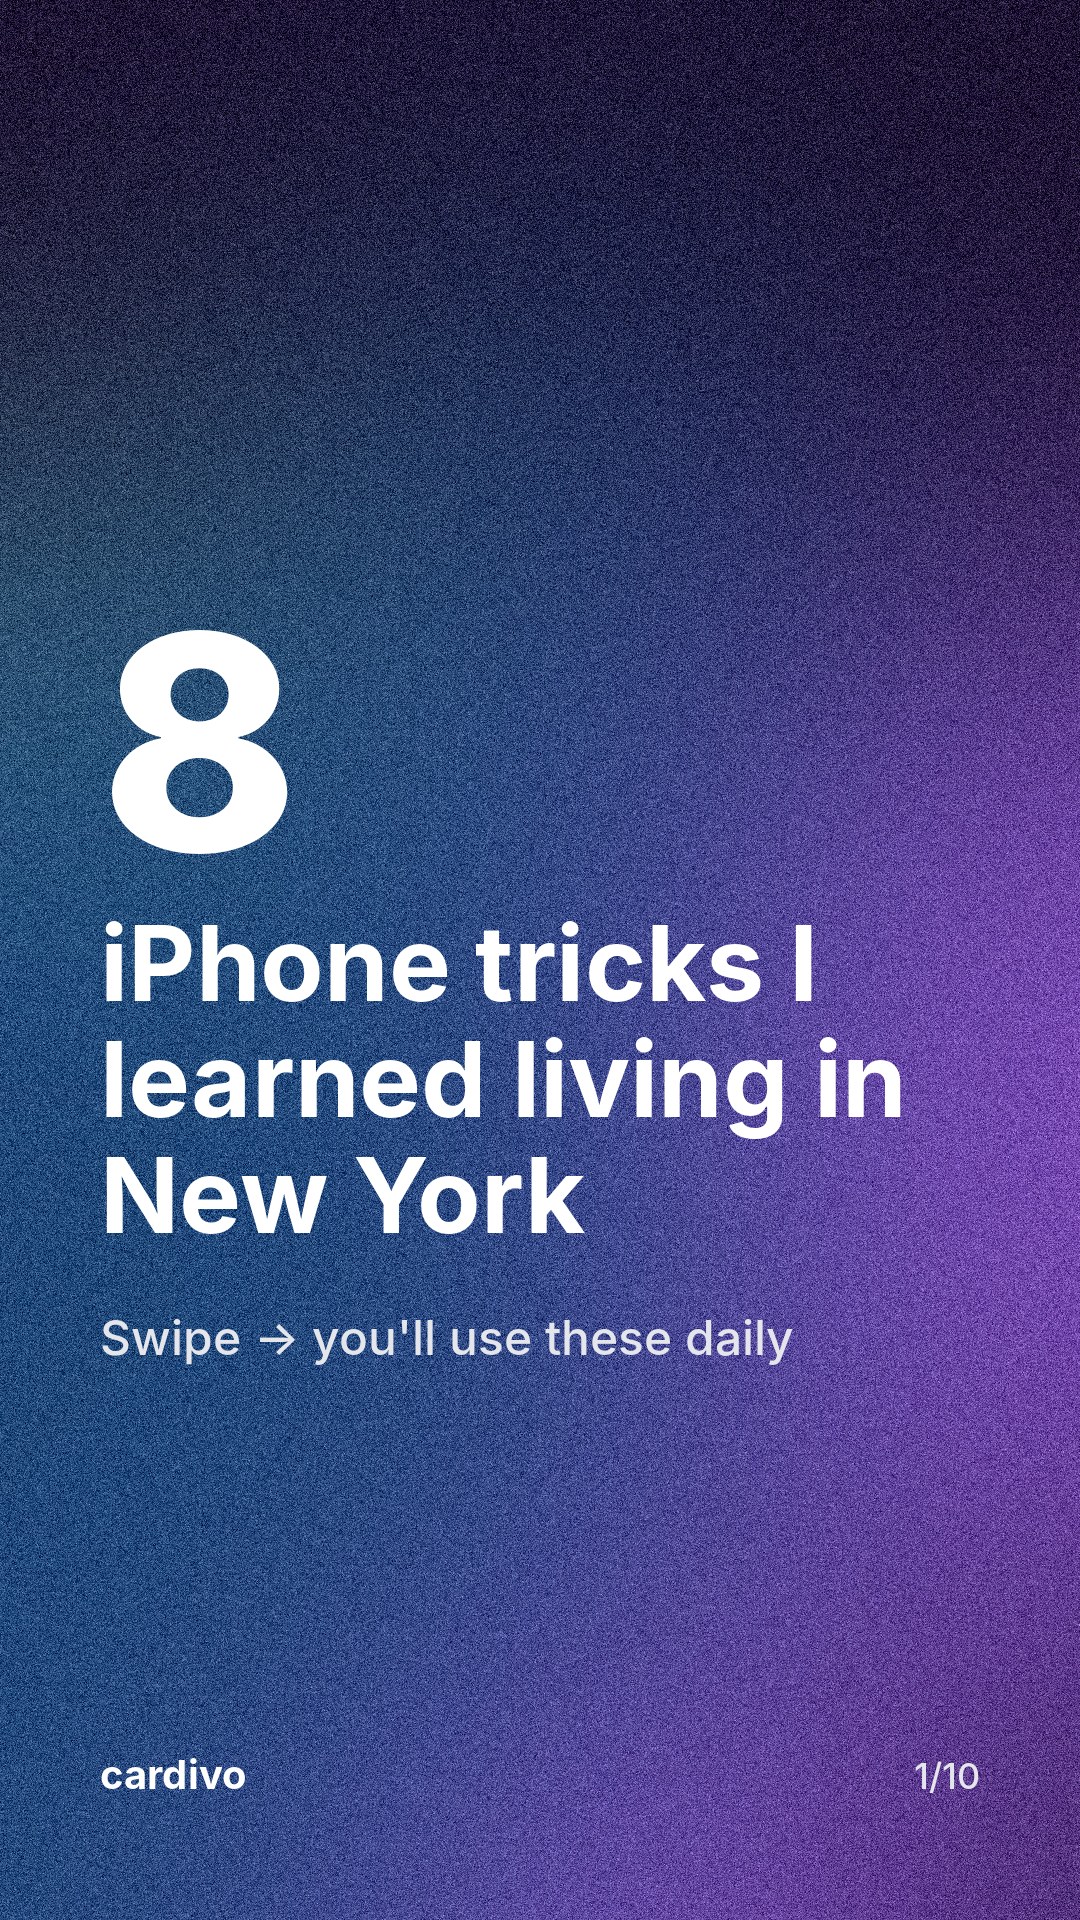 8
iPhone tricks I
learned living in
New York
Swipe → you'll use these daily
cardivo
1/10